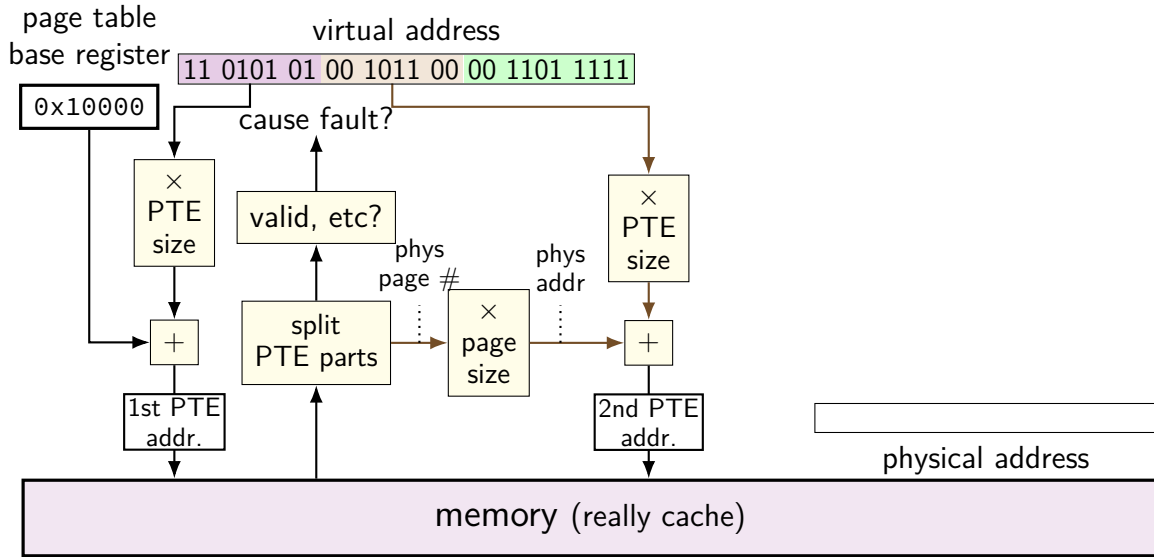 page table
base register
virtual address
11 0101 01 00 1011 00 00 1101 1111
0x10000
cause fault?
×
PTE
size
valid, etc?
×
PTE
size
phys
page #
phys
addr
+
split
PTE parts
×
page
size
+
1st PTE
addr.
2nd PTE
addr.
physical address
memory (really cache)